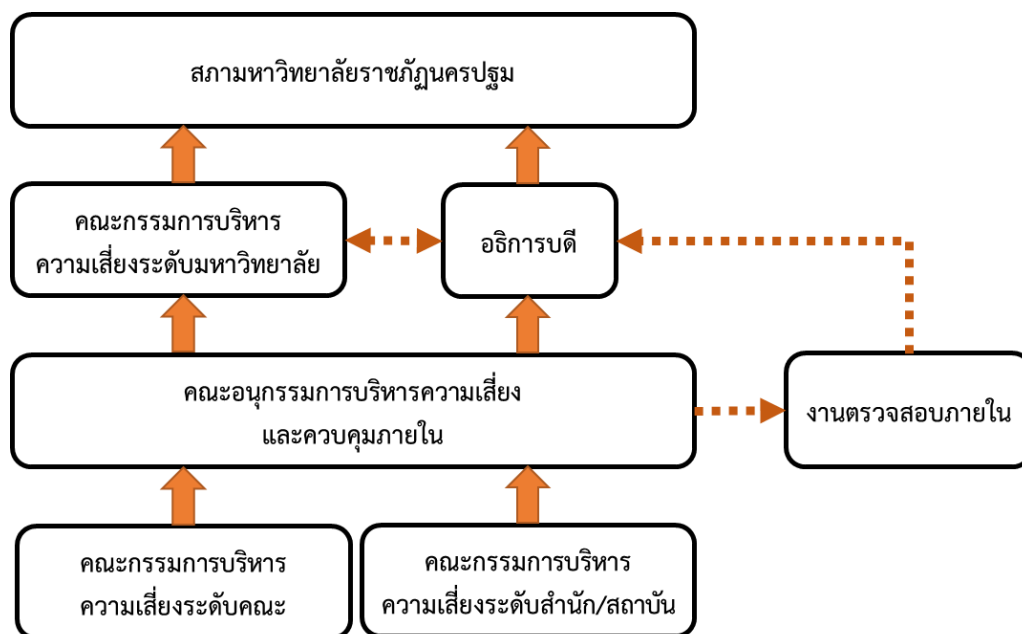 สภามหาวิทยาลัยราชภัฏนครปฐม
คณะกรรมการบริหาร
ความเสี่ยงระดับมหาวิทยาลัย
อธิการบดี
คณะอนุกรรมการบริหารความเสี่ยง
และควบคุมภายใน
งานตรวจสอบภายใน
คณะกรรมการบริหาร
ความเสี่ยงระดับคณะ
คณะกรรมการบริหาร
ความเสี่ยงระดับสำนัก/สถาบัน